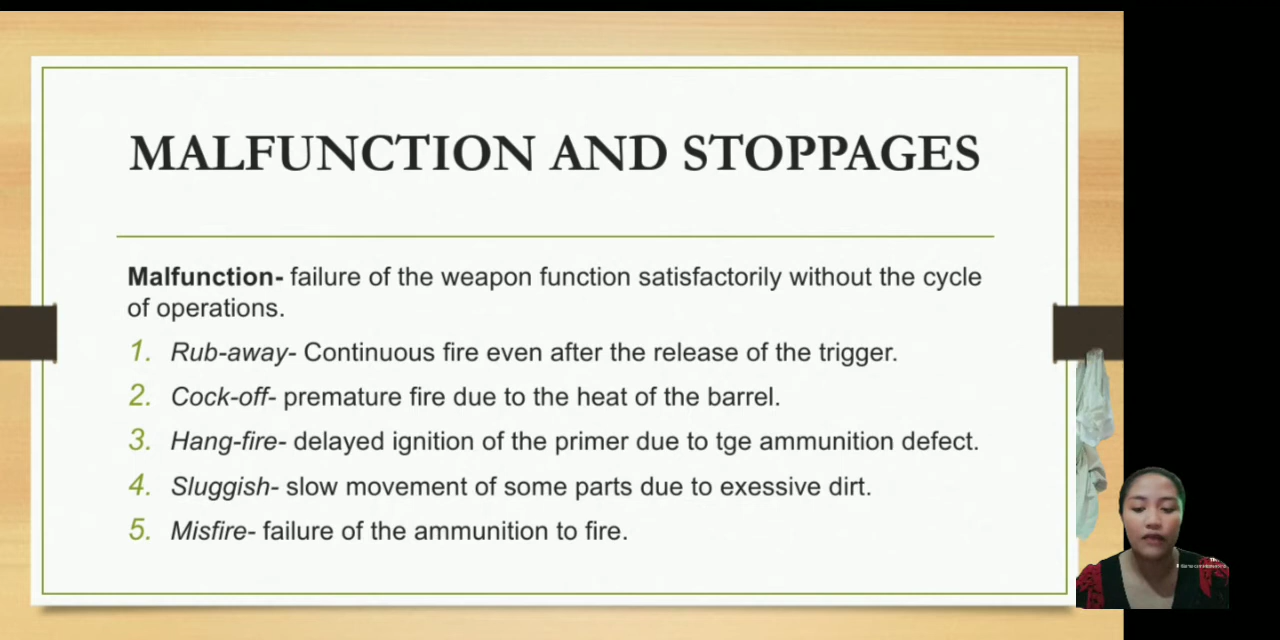 MALFUNCTION AND STOPPAGES
Malfunction- failure of the weapon function satisfactorily without the cycle
of operations.
1. Rub-away- Continuous fire even after the release of the trigger.
2. Cock-off- premature fire due to the heat of the barrel.
3. Hang-fire- delayed ignition of the primer due to tge ammunition defect.
4. Sluggish- slow movement of some parts due to exessive dirt.
5. Misfire- failure of the ammunition to fire.